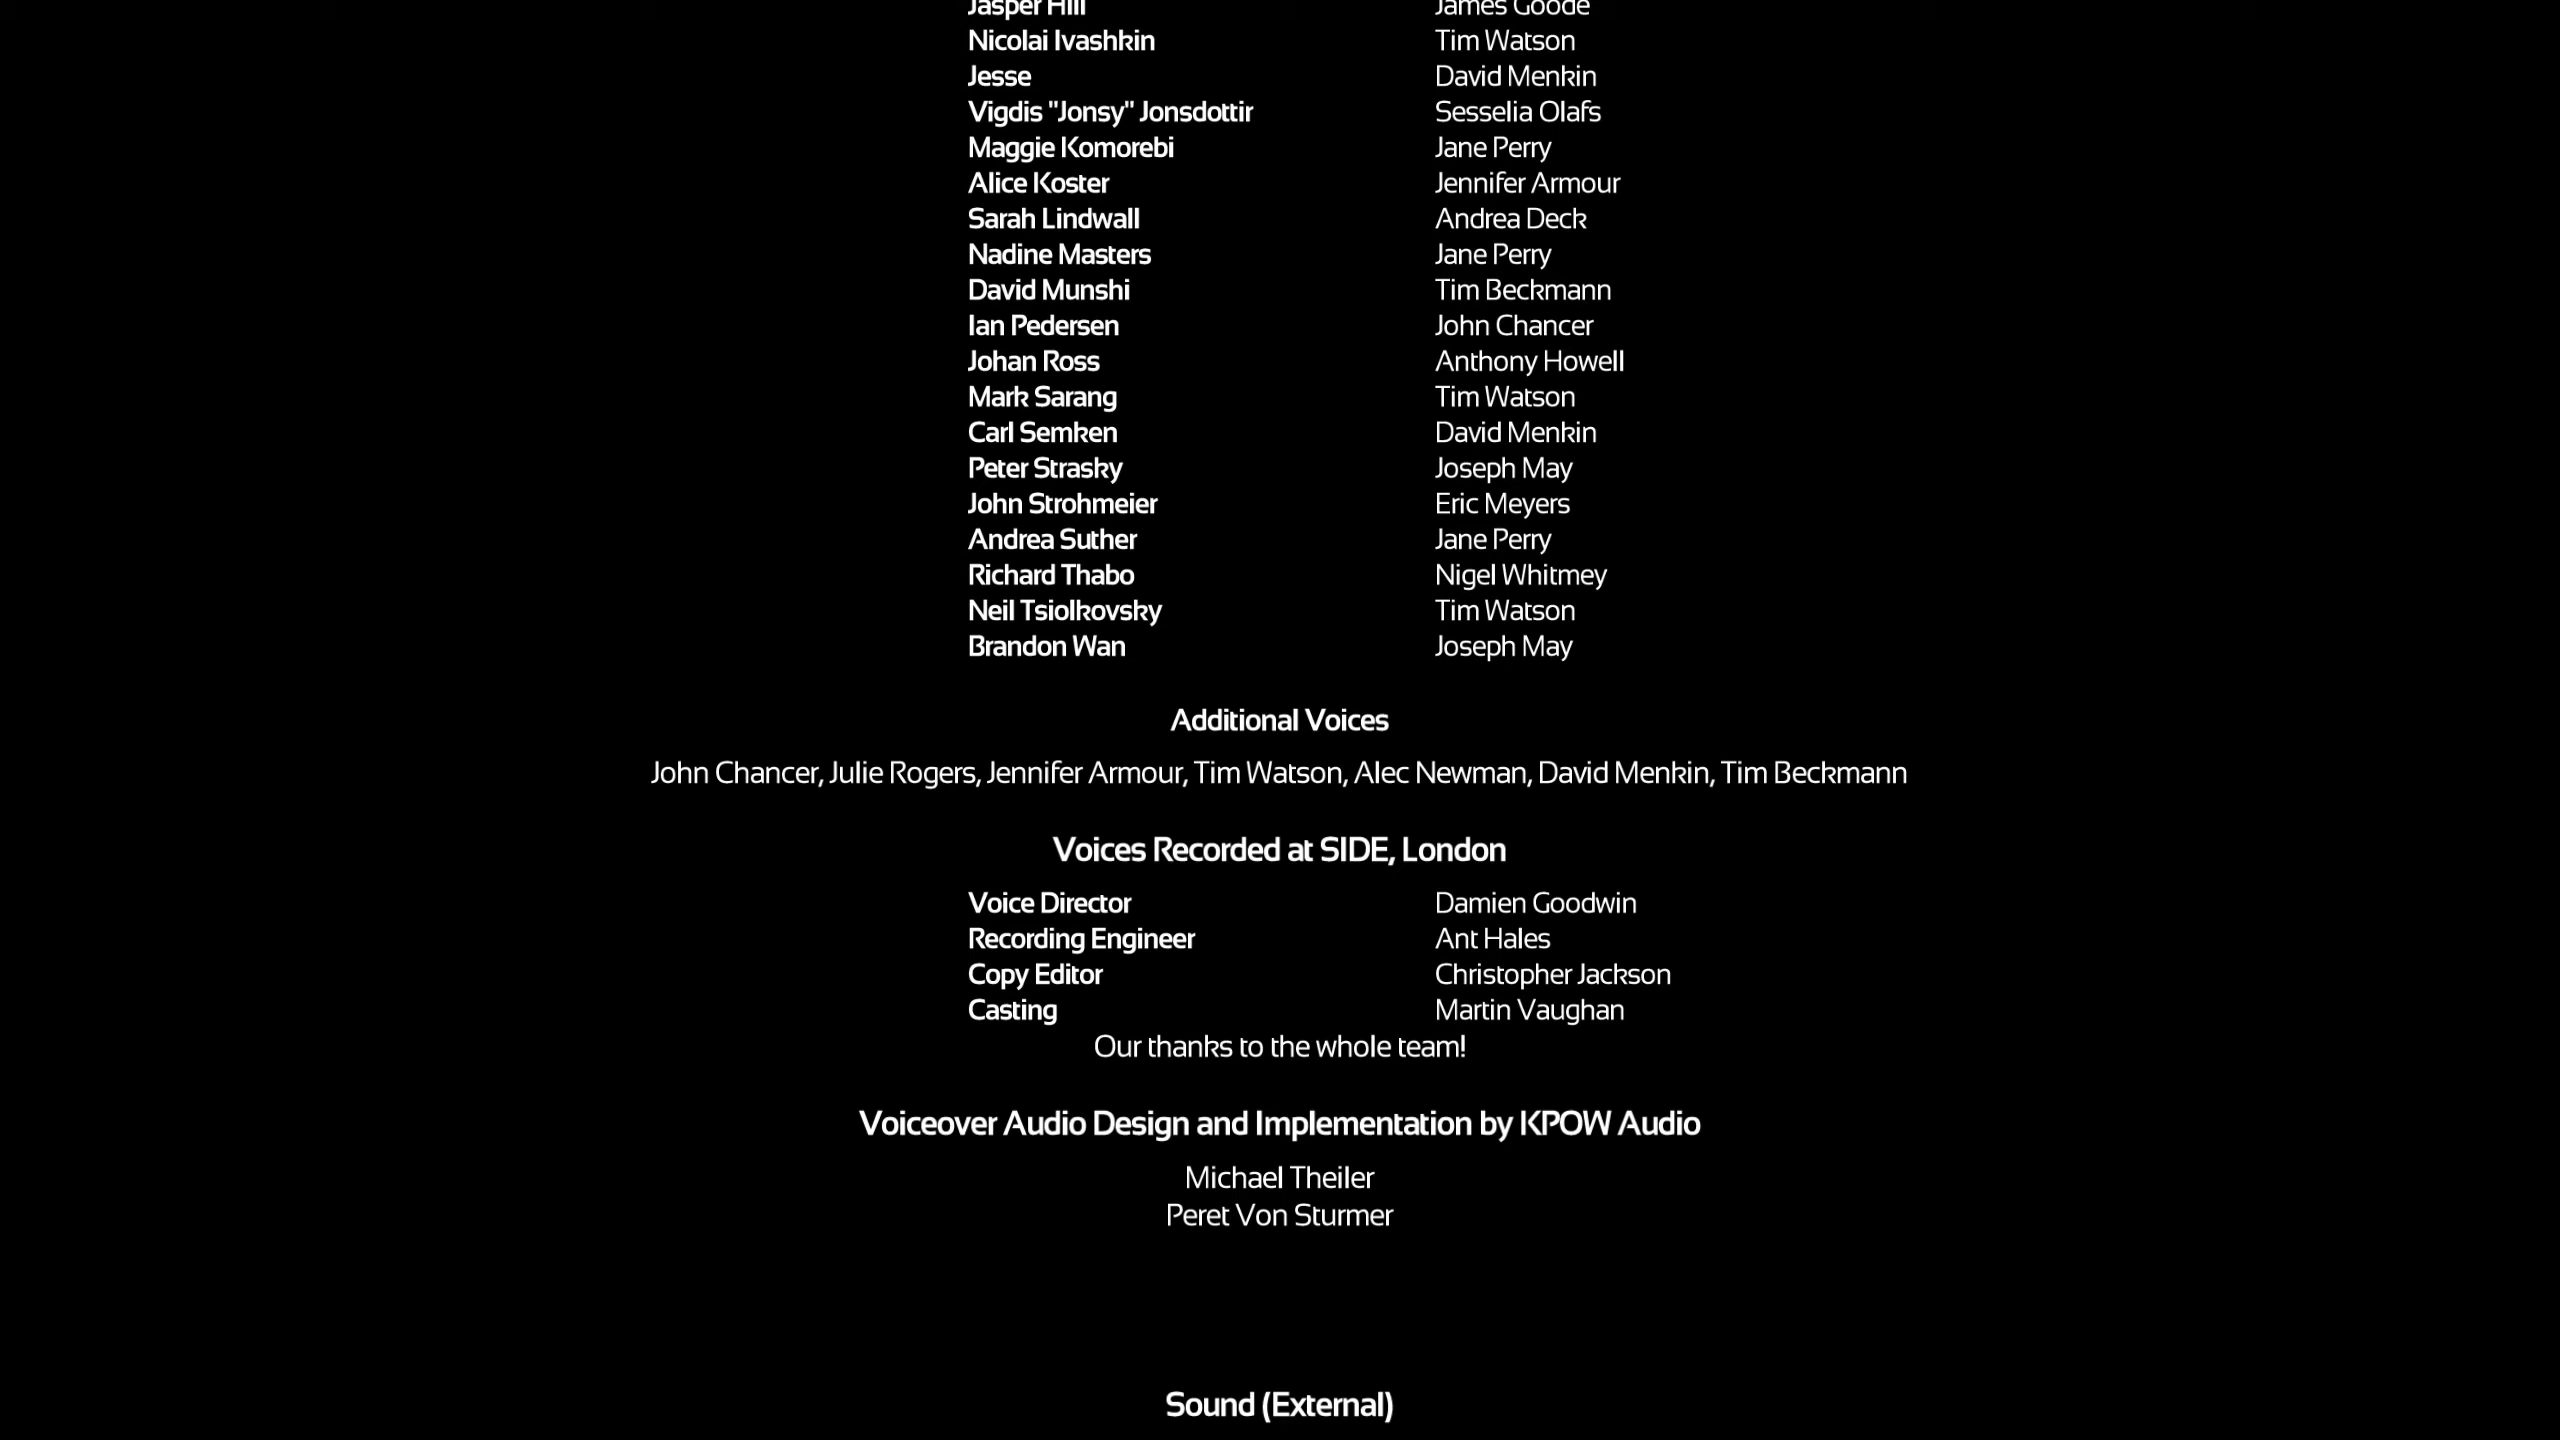 Jasper Hill James Goode
Nicolai Ivashkin Tim Watson
Jesse David Menkin
Vigdis "Jonsy" Jonsdottir Sesselia Olafs
Maggie Komorebi Jane Perry
Alice Koster Jennifer Armour
Sarah Lindwall Andrea Deck
Nadine Masters Jane Perry
David Munshi Tim Beckmann
Ian Pedersen John Chancer
Johan Ross Anthony Howell
Mark Sarang Tim Watson
Carl Semken David Menkin
Peter Strasky Joseph May
John Strohmeier Eric Meyers
Andrea Suther Jane Perry
Richard Thabo Nigel Whitmey
Neil Tsiolkovsky Tim Watson
Brandon Wan Joseph May
Additional Voices
John Chancer, Julie Rogers, Jennifer Armour, Tim Watson, Alec Newman, David Menkin, Tim Beckmann
Voices Recorded at SIDE, London
Voice Director Damien Goodwin
Recording Engineer Ant Hales
Copy Editor Christopher Jackson
Casting Martin Vaughan
Our thanks to the whole team!
Voiceover Audio Design and Implementation by KPOW Audio
Michael Theiler
Peret Von Sturmer
Sound (External)